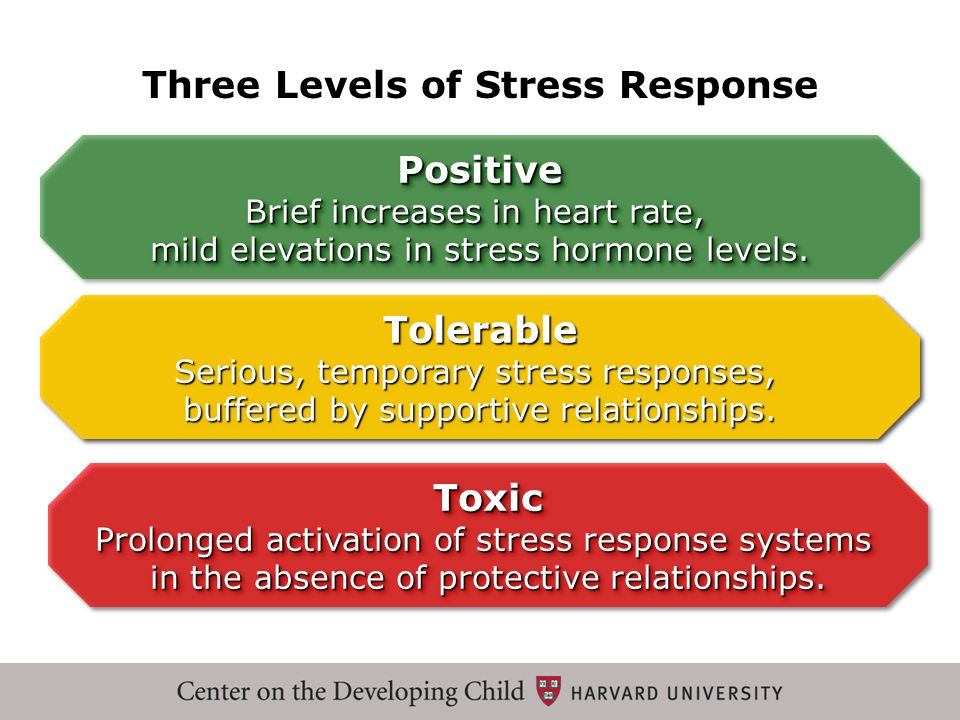 Three Levels of Stress Response
Positive
Brief increases in heart rate,
mild elevations in stress hormone levels.
Tolerable
Serious, temporary stress responses,
buffered by supportive relationships.
Toxic
Prolonged activation of stress response systems
in the absence of protective relationships.
Center on the Developing Child HARVARD UNIVERSITY